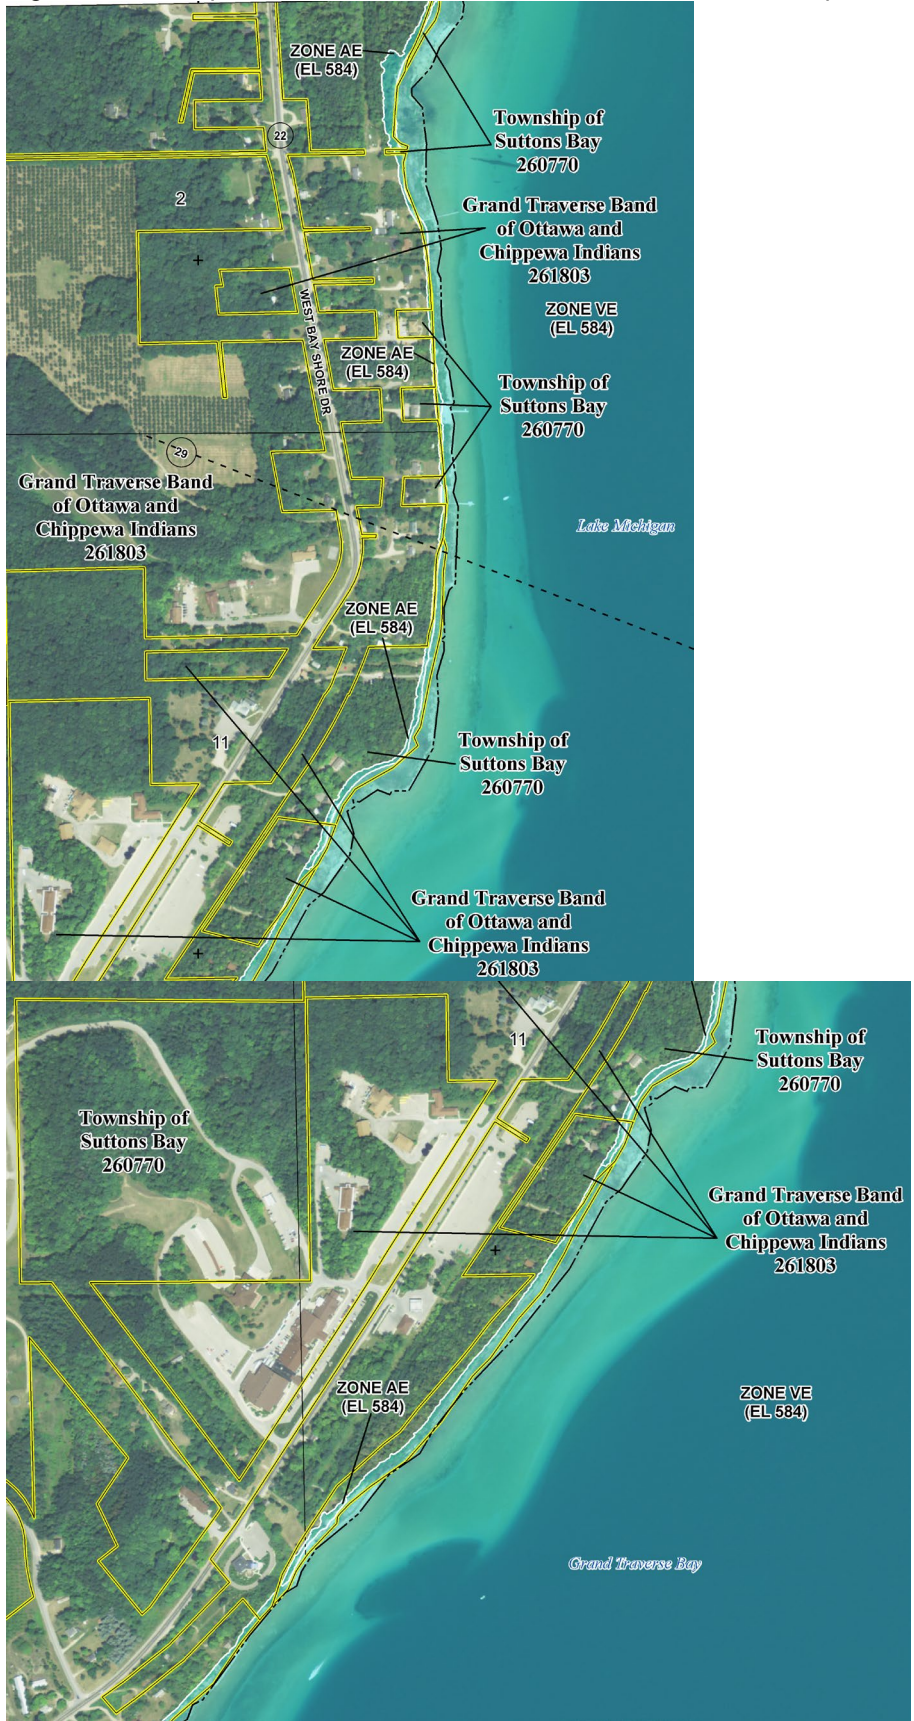 ZONE AE
(EL 584)
Township of
Suttons Bay
260770
22
2
Grand Traverse Band
of Ottawa and
Chippewa Indians
261803
WEST BAY SHORE DR
ZONE VE
(EL 584)
ZONE AE
(EL 584)
Township of
Suttons Bay
260770
29
Grand Traverse Band
of Ottawa and
Chippewa Indians
261803
Lake Michigan
ZONE AE
(EL 584)
11
Township of
Suttons Bay
260770
Grand Traverse Band
of Ottawa and
Chippewa Indians
261803
11
Township of
Suttons Bay
260770
Township of
Suttons Bay
260770
Grand Traverse Band
of Ottawa and
Chippewa Indians
261803
ZONE AE
(EL 584)
ZONE VE
(EL 584)
Grand Traverse Bay